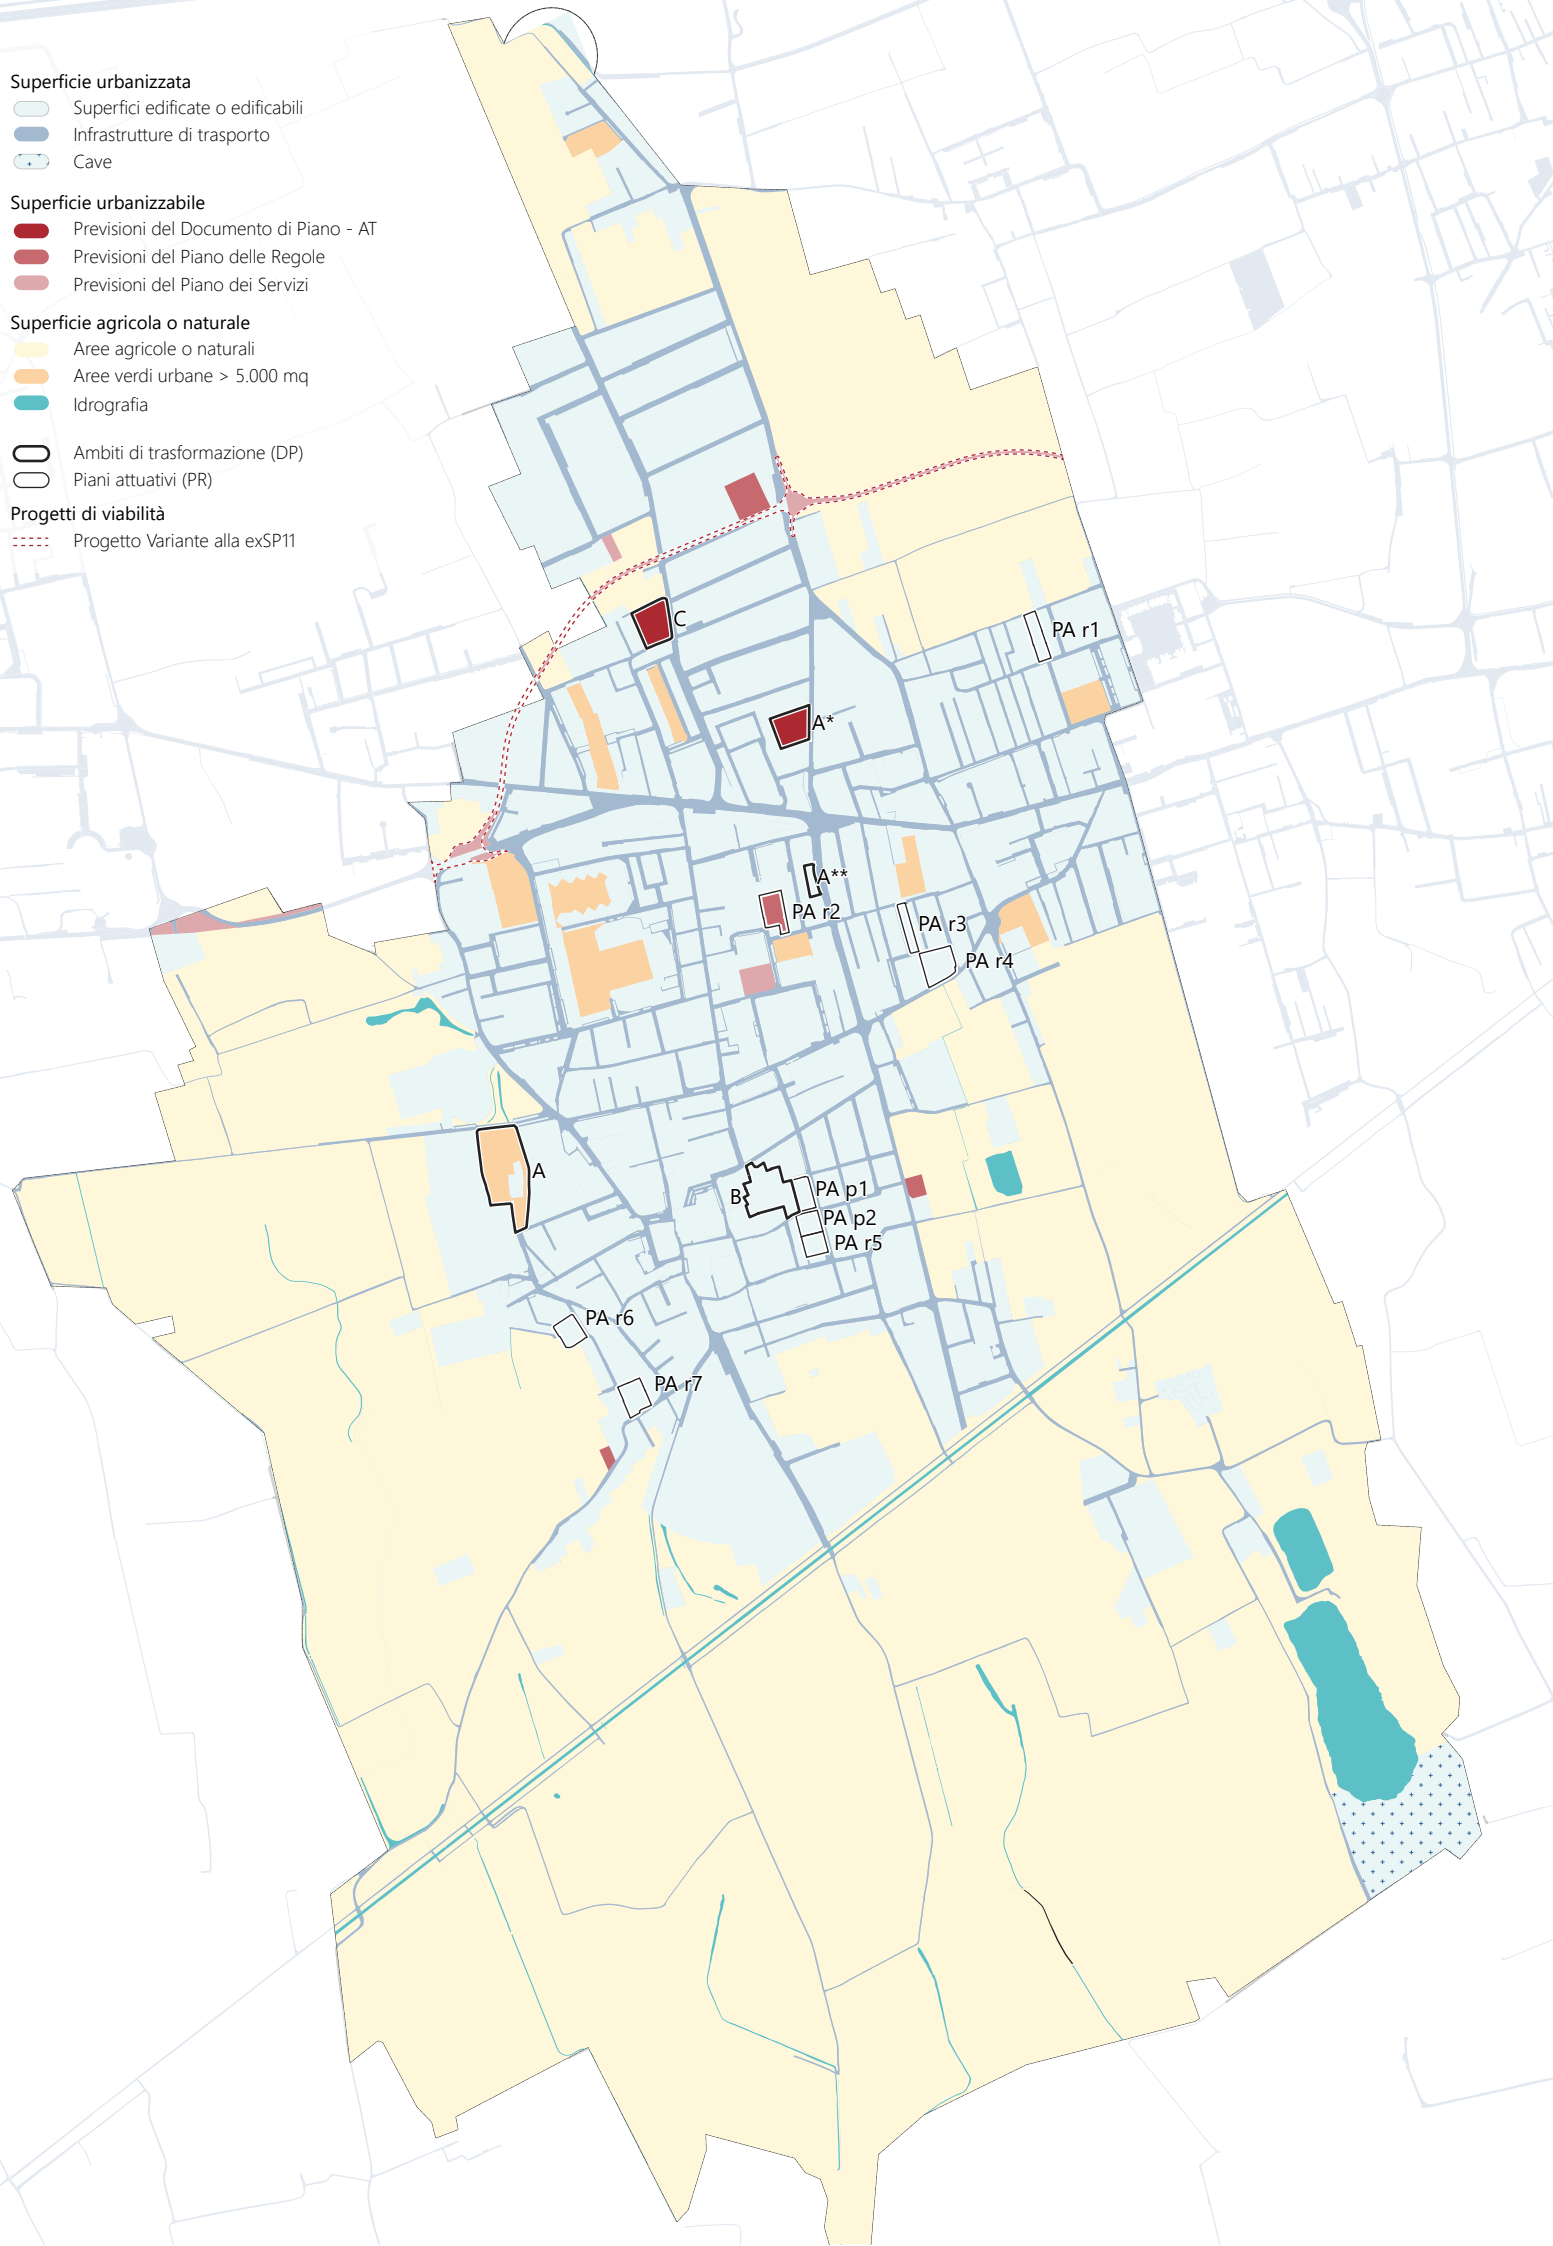 Superficie urbanizzata
Superfici edificate o edificabili
Infrastrutture di trasporto
Cave
Superficie urbanizzabile
Previsioni del Documento di Piano - AT
Previsioni del Piano delle Regole
Previsioni del Piano dei Servizi
Superficie agricola o naturale
Aree agricole o naturali
Aree verdi urbane > 5.000 mq
Idrografia
Ambiti di trasformazione (DP)
Piani attuativi (PR)
Progetti di viabilità
Progetto Variante alla exSP11
C
PA r1
A*
A**
PA r2
PA r3
PA r4
A
B
PA p1
PA p2
PA r5
PA r6
PA r7